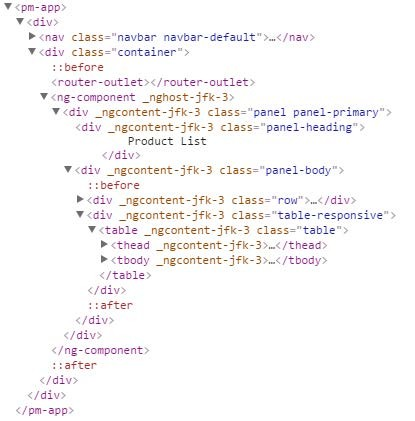 ▼<pm-app>
▼<div>
▶<nav class="navbar navbar-default">…</nav>
▼<div class="container">
::before
<router-outlet></router-outlet>
▼<ng-component _nghost-jfk-3>
▼<div _ngcontent-jfk-3 class="panel panel-primary">
<div _ngcontent-jfk-3 class="panel-heading">
Product List
</div>
▼<div _ngcontent-jfk-3 class="panel-body">
::before
▶<div _ngcontent-jfk-3 class="row">…</div>
▼<div _ngcontent-jfk-3 class="table-responsive">
▼<table _ngcontent-jfk-3 class="table">
▶<thead _ngcontent-jfk-3>…</thead>
▶<tbody _ngcontent-jfk-3>…</tbody>
</table>
</div>
::after
</div>
</div>
</ng-component>
::after
</div>
</div>
</pm-app>